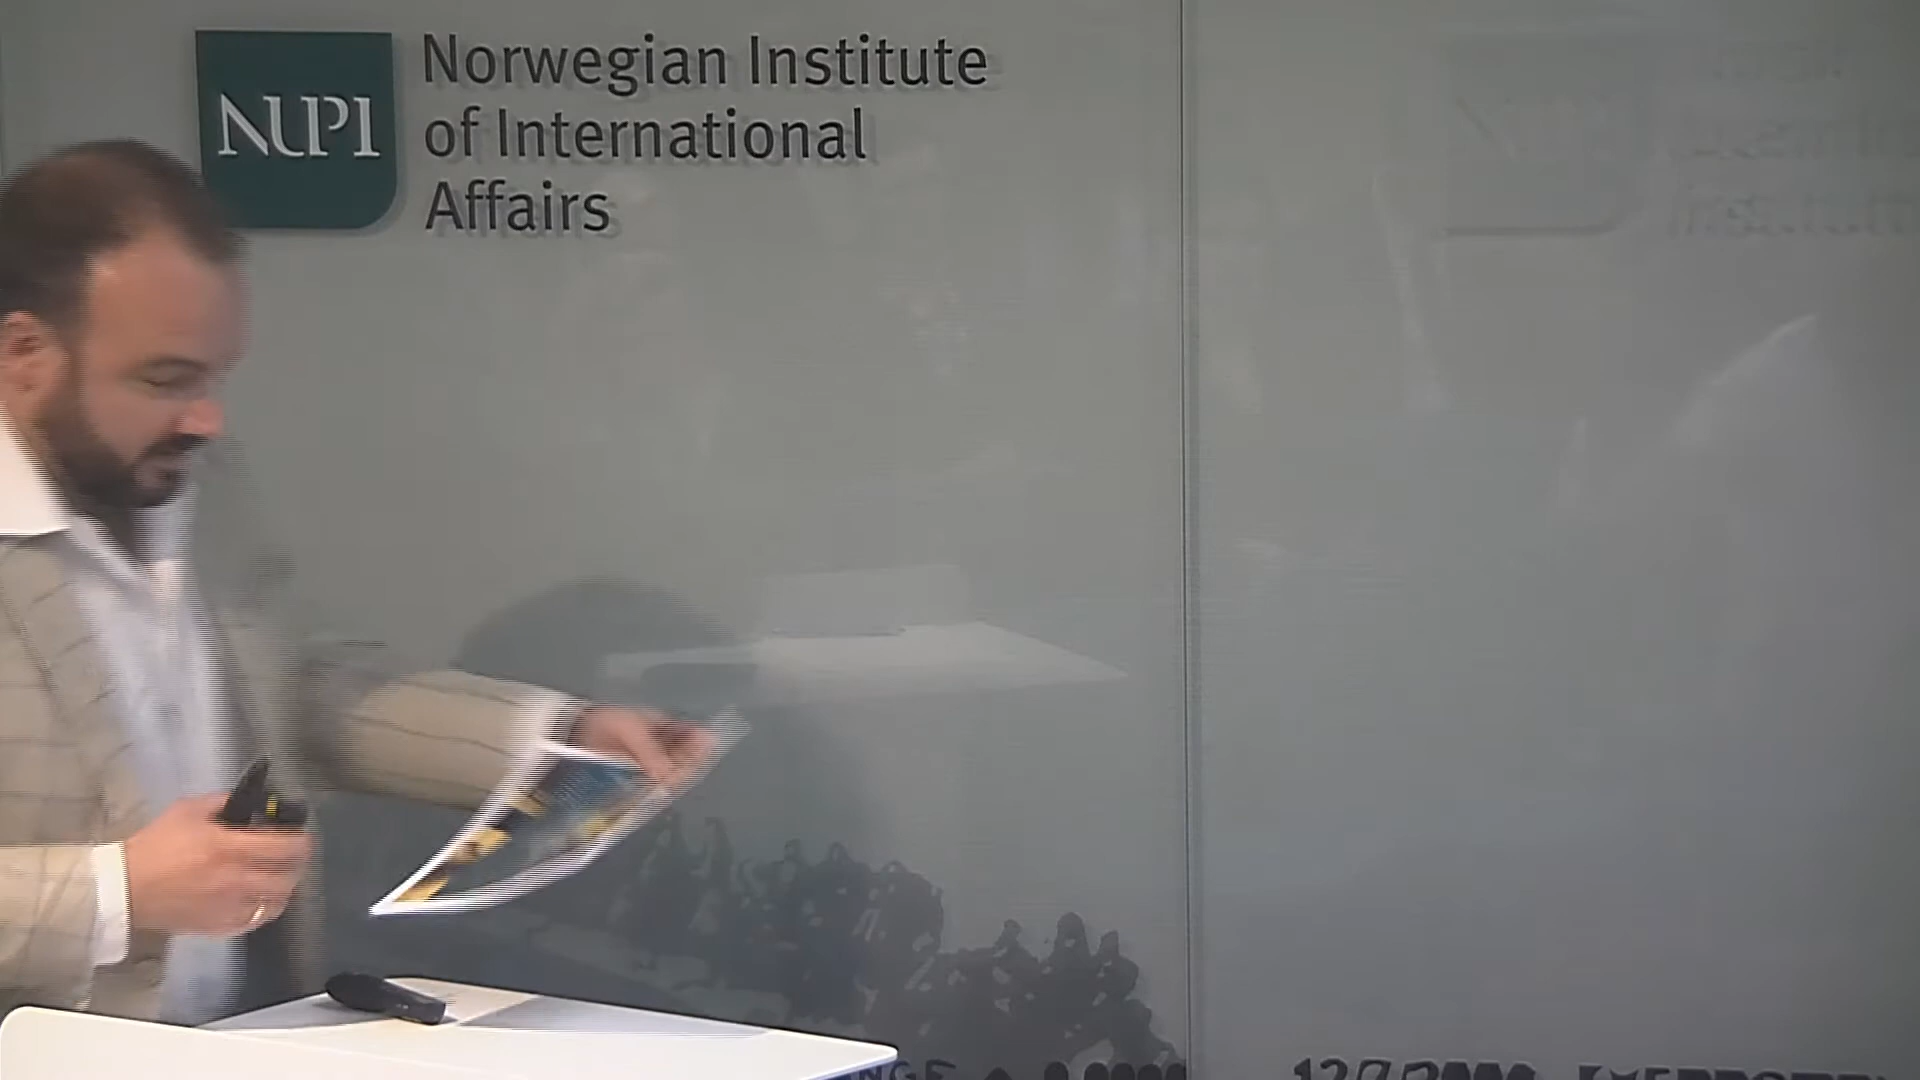 NUPI
Norwegian Institute
of International
Affairs